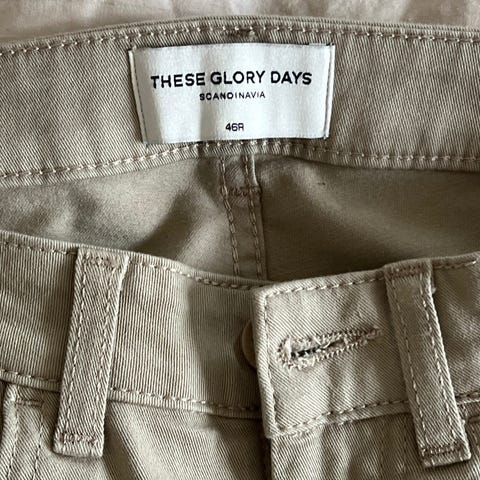 THESE GLORY DAYS
SCANDINAVIA
46R